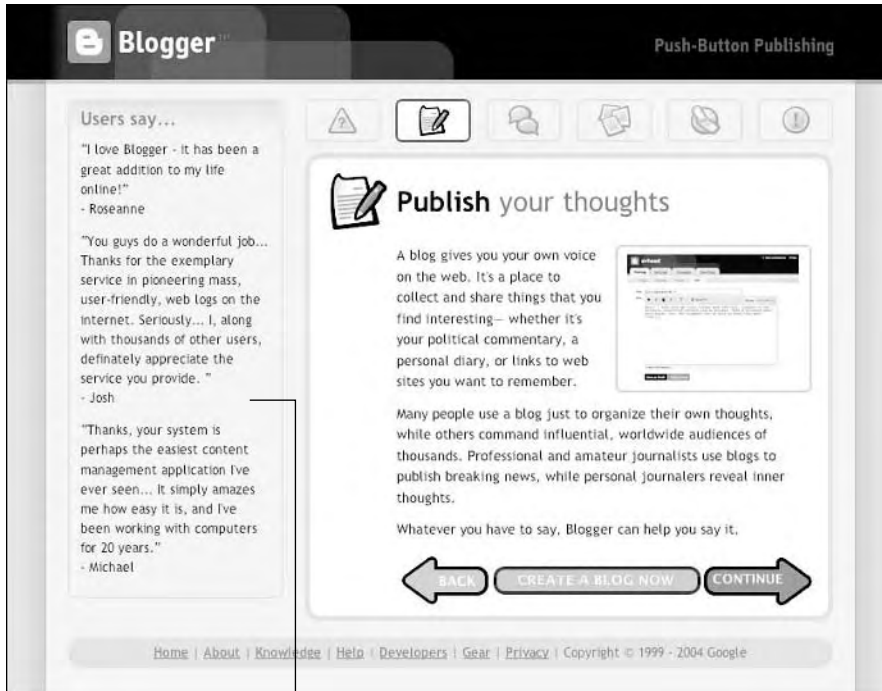 Blogger
Push-Button Publishing
Users say...
"I love Blogger - it has been a
great addition to my life
online!"
- Roseanne
"You guys do a wonderful job...
Thanks for the exemplary
service in pioneering mass,
user-friendly, web logs on the
internet. Seriously... I, along
with thousands of other users,
definately appreciate the
service you provide. "
- Josh
"Thanks, your system is
perhaps the easiest content
management application I've
ever seen... It simply amazes
me how easy it is, and I've
been working with computers
for 20 years."
- Michael
Publish your thoughts
A blog gives you your own voice
on the web. It's a place to
collect and share things that you
find interesting— whether it's
your political commentary, a
personal diary, or links to web
sites you want to remember.
Many people use a blog just to organize their own thoughts,
while others command influential, worldwide audiences of
thousands. Professional and amateur journalists use blogs to
publish breaking news, while personal journalers reveal inner
thoughts.
Whatever you have to say, Blogger can help you say it.
BACK
CREATE A BLOG NOW
CONTINUE
Home | About | Knowledge | Help | Developers | Gear | Privacy | Copyright © 1999 - 2004 Google